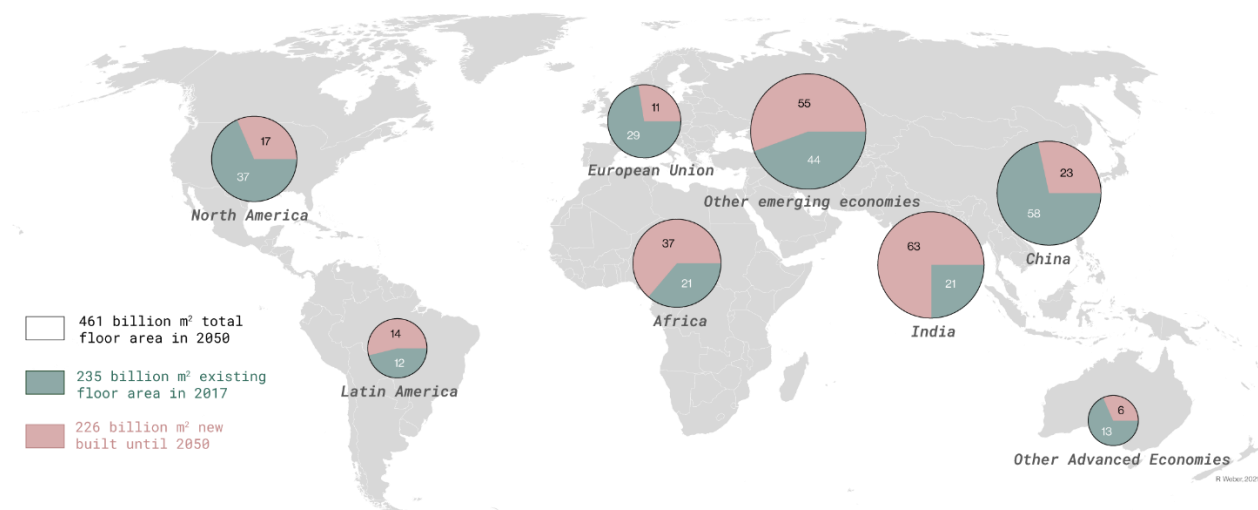 11
55
17
29
44
23
37
European Union
Other emerging economies
North America
58
37
63
China
21
21
Africa
India
461 billion m² total
floor area in 2050
14
12
235 billion m² existing
floor area in 2017
Latin America
6
226 billion m² new
built until 2050
13
Other Advanced Economies
R Weber, 2025